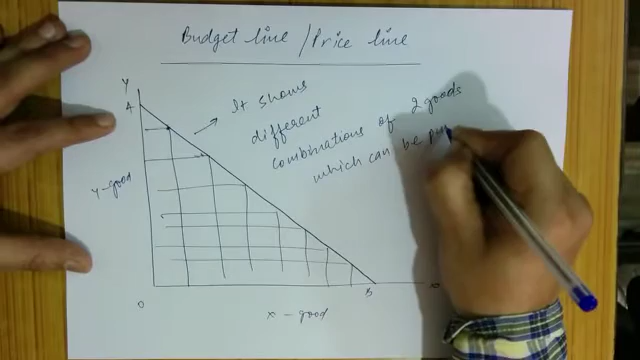 Budget line / Price line
Y
A
It shows
different
combinations of 2 goods
which can be
Y-good
O
B
x - good